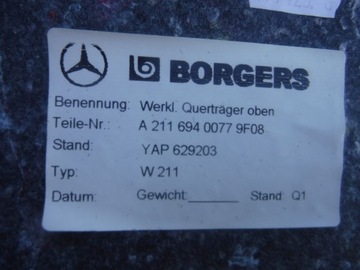 BORGERS
Benennung: Werkl. Querträger oben
Teile-Nr.: A 211 694 0077 9F08
Stand: YAP 629203
Typ: W 211
Datum: Gewicht:______ Stand Q1